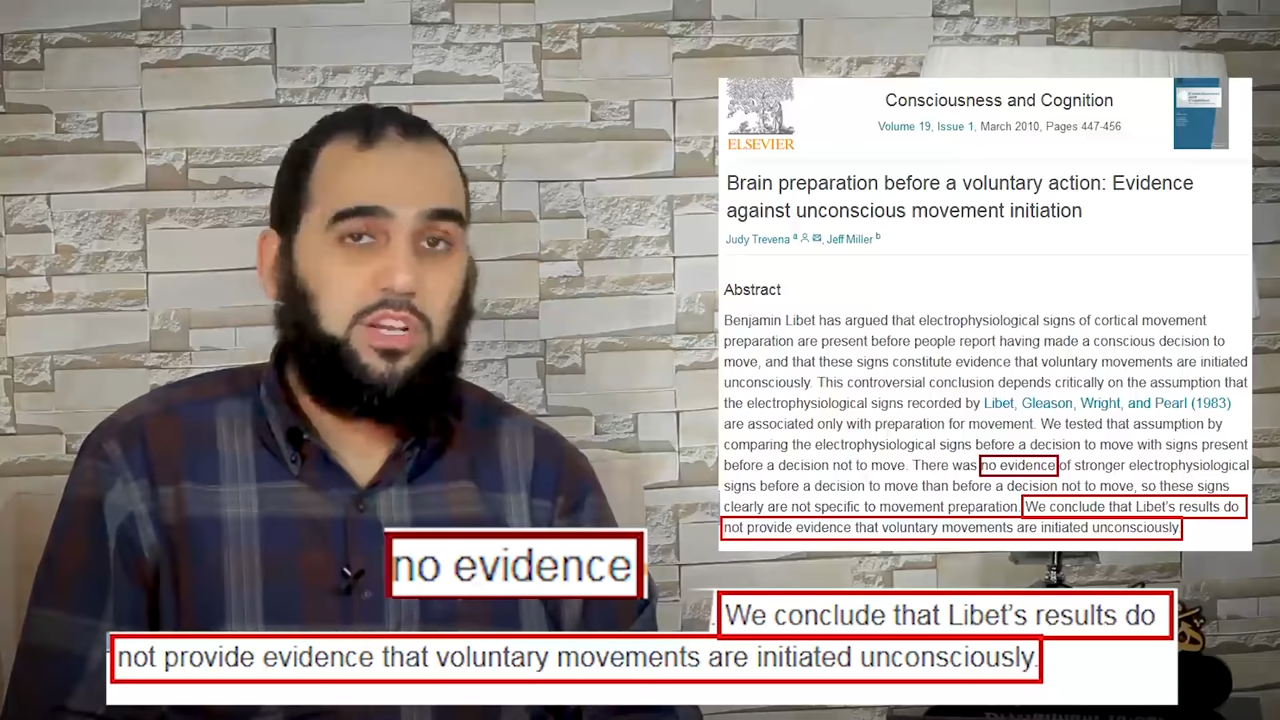 ELSEVIER
Consciousness and Cognition
Volume 19, Issue 1, March 2010, Pages 447-456
Brain preparation before a voluntary action: Evidence
against unconscious movement initiation
Judy Trevena a, Jeff Miller b
Abstract
Benjamin Libet has argued that electrophysiological signs of cortical movement
preparation are present before people report having made a conscious decision to
move, and that these signs constitute evidence that voluntary movements are initiated
unconsciously. This controversial conclusion depends critically on the assumption that
the electrophysiological signs recorded by Libet, Gleason, Wright, and Pearl (1983)
are associated only with preparation for movement. We tested that assumption by
comparing the electrophysiological signs before a decision to move with signs present
before a decision not to move. There was no evidence of stronger electrophysiological
signs before a decision to move than before a decision not to move, so these signs
clearly are not specific to movement preparation. We conclude that Libet's results do
not provide evidence that voluntary movements are initiated unconsciously.
no evidence
We conclude that Libet's results do
not provide evidence that voluntary movements are initiated unconsciously.